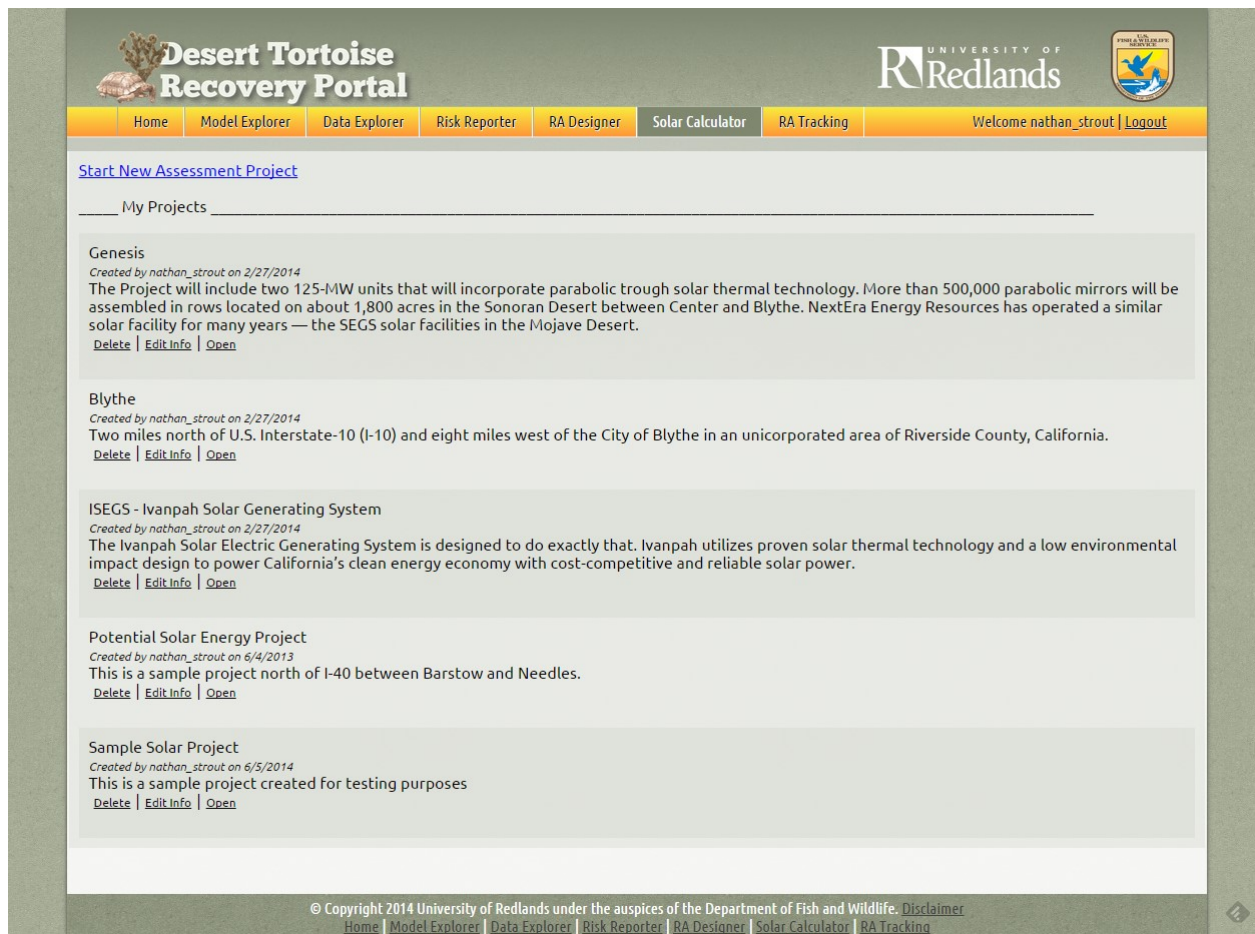 Desert Tortoise
Recovery Portal
UNIVERSITY OF
R Redlands
U.S.
FISH & WILDLIFE
SERVICE
Home Model Explorer Data Explorer Risk Reporter RA Designer Solar Calculator RA Tracking Welcome nathan_strout | Logout
Start New Assessment Project
_____ My Projects ______________________________
Genesis
Created by nathan_strout on 2/27/2014
The Project will include two 125-MW units that will incorporate parabolic trough solar thermal technology. More than 500,000 parabolic mirrors will be
assembled in rows located on about 1,800 acres in the Sonoran Desert between Center and Blythe. NextEra Energy Resources has operated a similar
solar facility for many years — the SEGS solar facilities in the Mojave Desert.
Delete | Edit Info | Open
Blythe
Created by nathan_strout on 2/27/2014
Two miles north of U.S. Interstate-10 (I-10) and eight miles west of the City of Blythe in an unicorporated area of Riverside County, California.
Delete | Edit Info | Open
ISEGS - Ivanpah Solar Generating System
Created by nathan_strout on 2/27/2014
The Ivanpah Solar Electric Generating System is designed to do exactly that. Ivanpah utilizes proven solar thermal technology and a low environmental
impact design to power California's clean energy economy with cost-competitive and reliable solar power.
Delete | Edit Info | Open
Potential Solar Energy Project
Created by nathan_strout on 6/4/2013
This is a sample project north of I-40 between Barstow and Needles.
Delete | Edit Info | Open
Sample Solar Project
Created by nathan_strout on 6/5/2014
This is a sample project created for testing purposes
Delete | Edit Info | Open
© Copyright 2014 University of Redlands under the auspices of the Department of Fish and Wildlife. Disclaimer
Home | Model Explorer | Data Explorer | Risk Reporter | RA Designer | Solar Calculator | RA Tracking